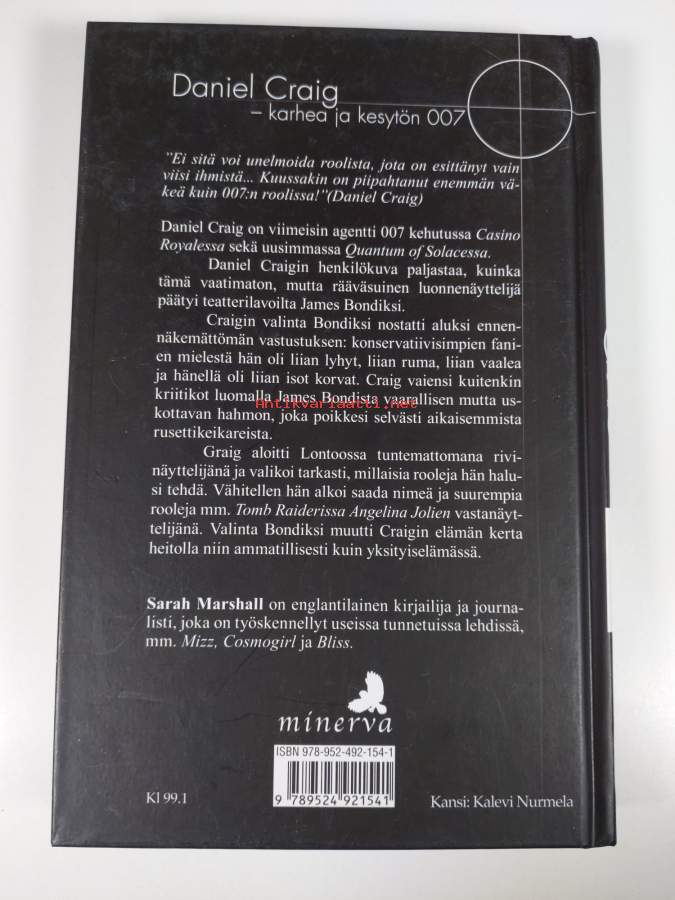 Daniel Craig
– karhea ja kesytön 007
"Ei sitä voi unelmoida roolista, jota on esittänyt vain
viisi ihmistä... Kuussakin on piipahtanut enemmän vä-
keä kuin 007:n roolissa!"(Daniel Craig)
Daniel Craig on viimeisin agentti 007 kehutussa Casino
Royalessa sekä uusimmassa Quantum of Solacessa.
Daniel Craigin henkilökuva paljastaa, kuinka
tämä vaatimaton, mutta rääväsuinen luonnenäyttelijä
päätyi teatterilavoilta James Bondiksi.
Craigin valinta Bondiksi nostatti aluksi ennen-
näkemättömän vastustuksen: konservatiivisimpien fani-
en mielestä hän oli liian lyhyt, liian ruma, liian vaalea
ja hänellä oli liian isot korvat. Craig vaiensi kuitenkin
kriitikot luomalla James Bondista vaarallisen mutta us-
Antikvariaatti.net
kottavan hahmon, joka poikkesi selvästi aikaisemmista
rusettikeikareista.
Graig aloitti Lontoossa tuntemattomana rivi-
näyttelijänä ja valikoi tarkasti, millaisia rooleja hän halu-
si tehdä. Vähitellen hän alkoi saada nimeä ja suurempia
rooleja mm. Tomb Raiderissa Angelina Jolien vastanäyt-
telijänä. Valinta Bondiksi muutti Craigin elämän kerta
heitolla niin ammatillisesti kuin yksityiselämässä.
Sarah Marshall on englantilainen kirjailija ja journa-
listi, joka on työskennellyt useissa tunnetuissa lehdissä,
mm. Mizz, Cosmogirl ja Bliss.
minerva
ISBN 978-952-492-154-1
9 789524 921541
Kl 99.1
Kansi: Kalevi Nurmela